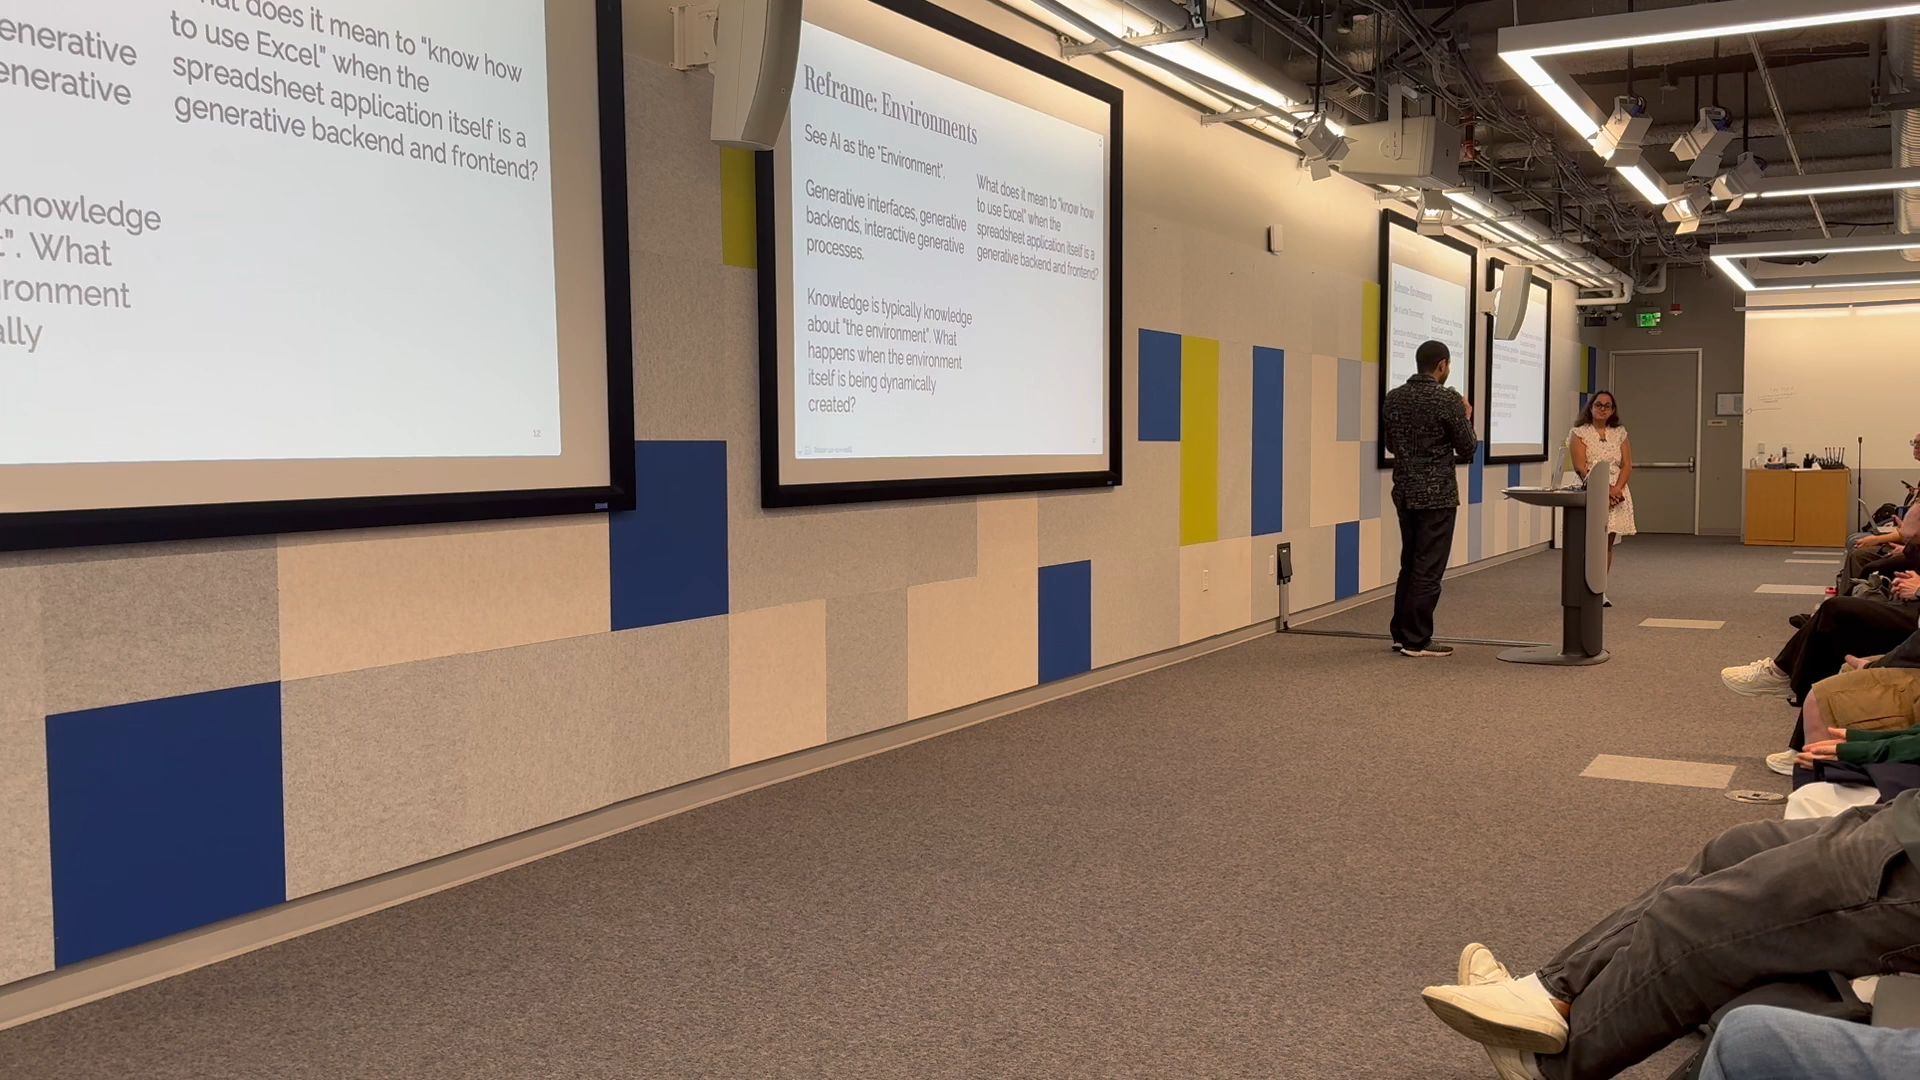 enerative
enerative
knowledge
t". What
ironment
ally
hat does it mean to "know how
to use Excel" when the
spreadsheet application itself is a
generative backend and frontend?
12
Reframe: Environments
See AI as the "Environment".
Generative interfaces, generative
backends, interactive generative
processes.
Knowledge is typically knowledge
about "the environment". What
happens when the environment
itself is being dynamically
created?
What does it mean to "know how
to use Excel" when the
spreadsheet application itself is a
generative backend and frontend?
Reframe: Environments